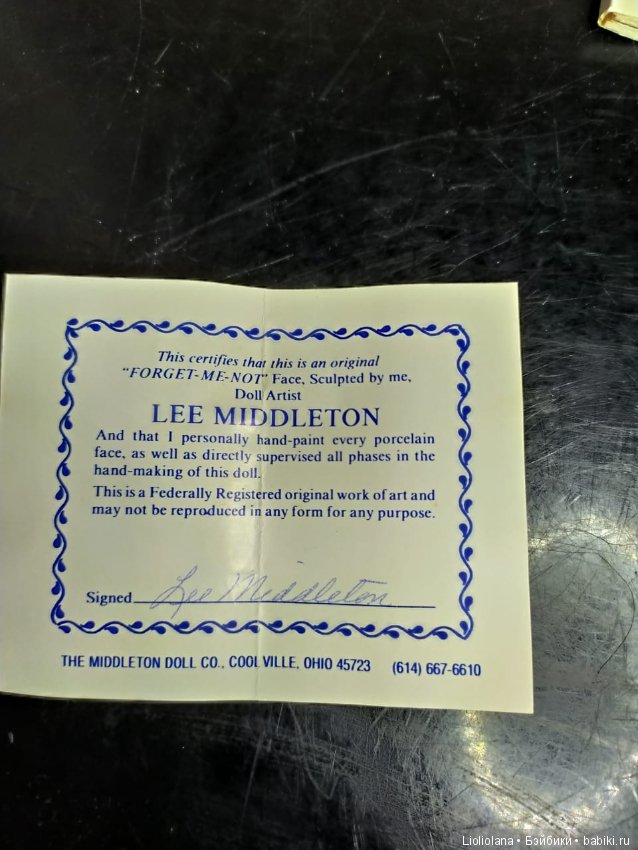 This certifies that this is an original
"FORGET-ME-NOT" Face, Sculpted by me,
Doll Artist
LEE MIDDLETON
And that I personally hand-paint every porcelain
face, as well as directly supervised all phases in the
hand-making of this doll.
This is a Federally Registered original work of art and
may not be reproduced in any form for any purpose.
Signed Lee Middleton
THE MIDDLETON DOLL CO., COOLVILLE, OHIO 45723 (614) 667-6610
Lioliolana • Бэйбики • babiki.ru